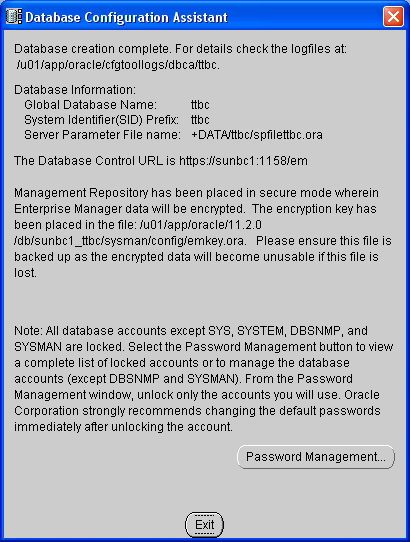 Database Configuration Assistant
Database creation complete. For details check the logfiles at:
/u01/app/oracle/cfgtoollogs/dbca/ttbc.
Database Information:
Global Database Name: ttbc
System Identifier(SID) Prefix: ttbc
Server Parameter File name: +DATA/ttbc/spfilettbc.ora
The Database Control URL is https://sunbc1:1158/em
Management Repository has been placed in secure mode wherein
Enterprise Manager data will be encrypted. The encryption key has
been placed in the file: /u01/app/oracle/11.2.0
/db/sunbc1_ttbc/sysman/config/emkey.ora. Please ensure this file is
backed up as the encrypted data will become unusable if this file is
lost.
Note: All database accounts except SYS, SYSTEM, DBSNMP, and
SYSMAN are locked. Select the Password Management button to view
a complete list of locked accounts or to manage the database
accounts (except DBSNMP and SYSMAN). From the Password
Management window, unlock only the accounts you will use. Oracle
Corporation strongly recommends changing the default passwords
immediately after unlocking the account.
Password Management...
Exit